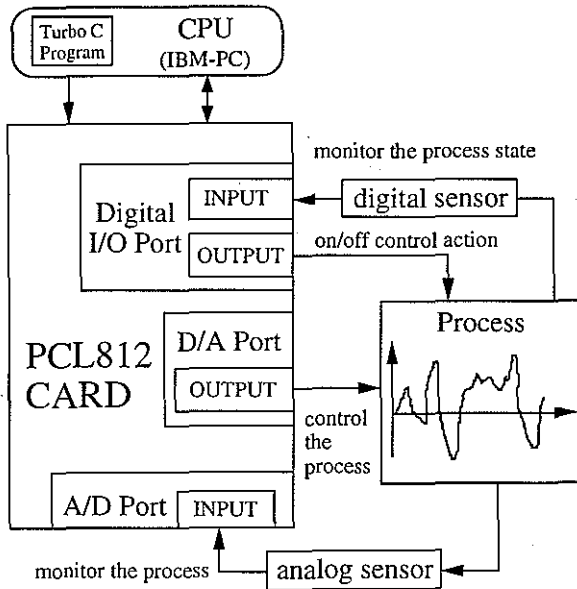 Turbo C
Program
CPU
(IBM-PC)
monitor the process state
INPUT
digital sensor
Digital
I/O Port
OUTPUT
on/off control action
Process
D/A Port
PCL812
CARD
OUTPUT
control
the
process
A/D Port
INPUT
monitor the process
analog sensor